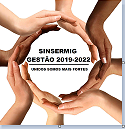 SINSERMIG
GESTÃO 2019-2022
UNIDOS SOMOS MAIS FORTES